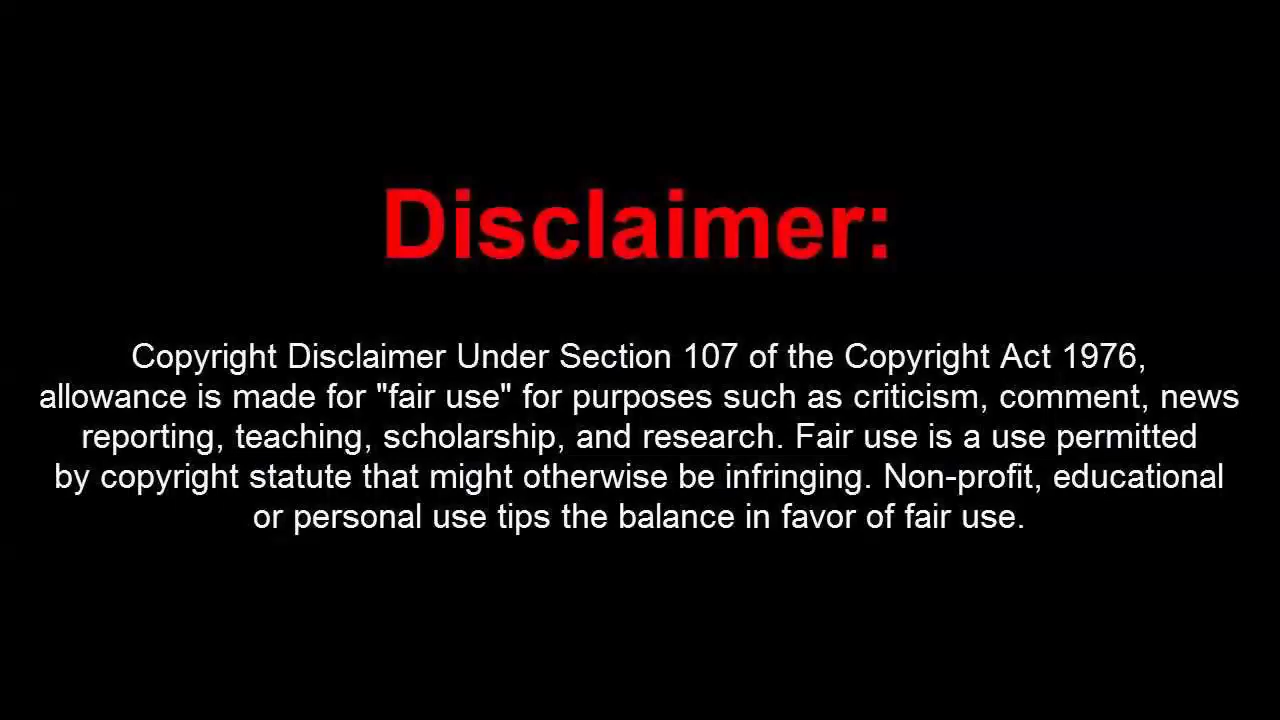 Disclaimer:
Copyright Disclaimer Under Section 107 of the Copyright Act 1976,
allowance is made for "fair use" for purposes such as criticism, comment, news
reporting, teaching, scholarship, and research. Fair use is a use permitted
by copyright statute that might otherwise be infringing. Non-profit, educational
or personal use tips the balance in favor of fair use.